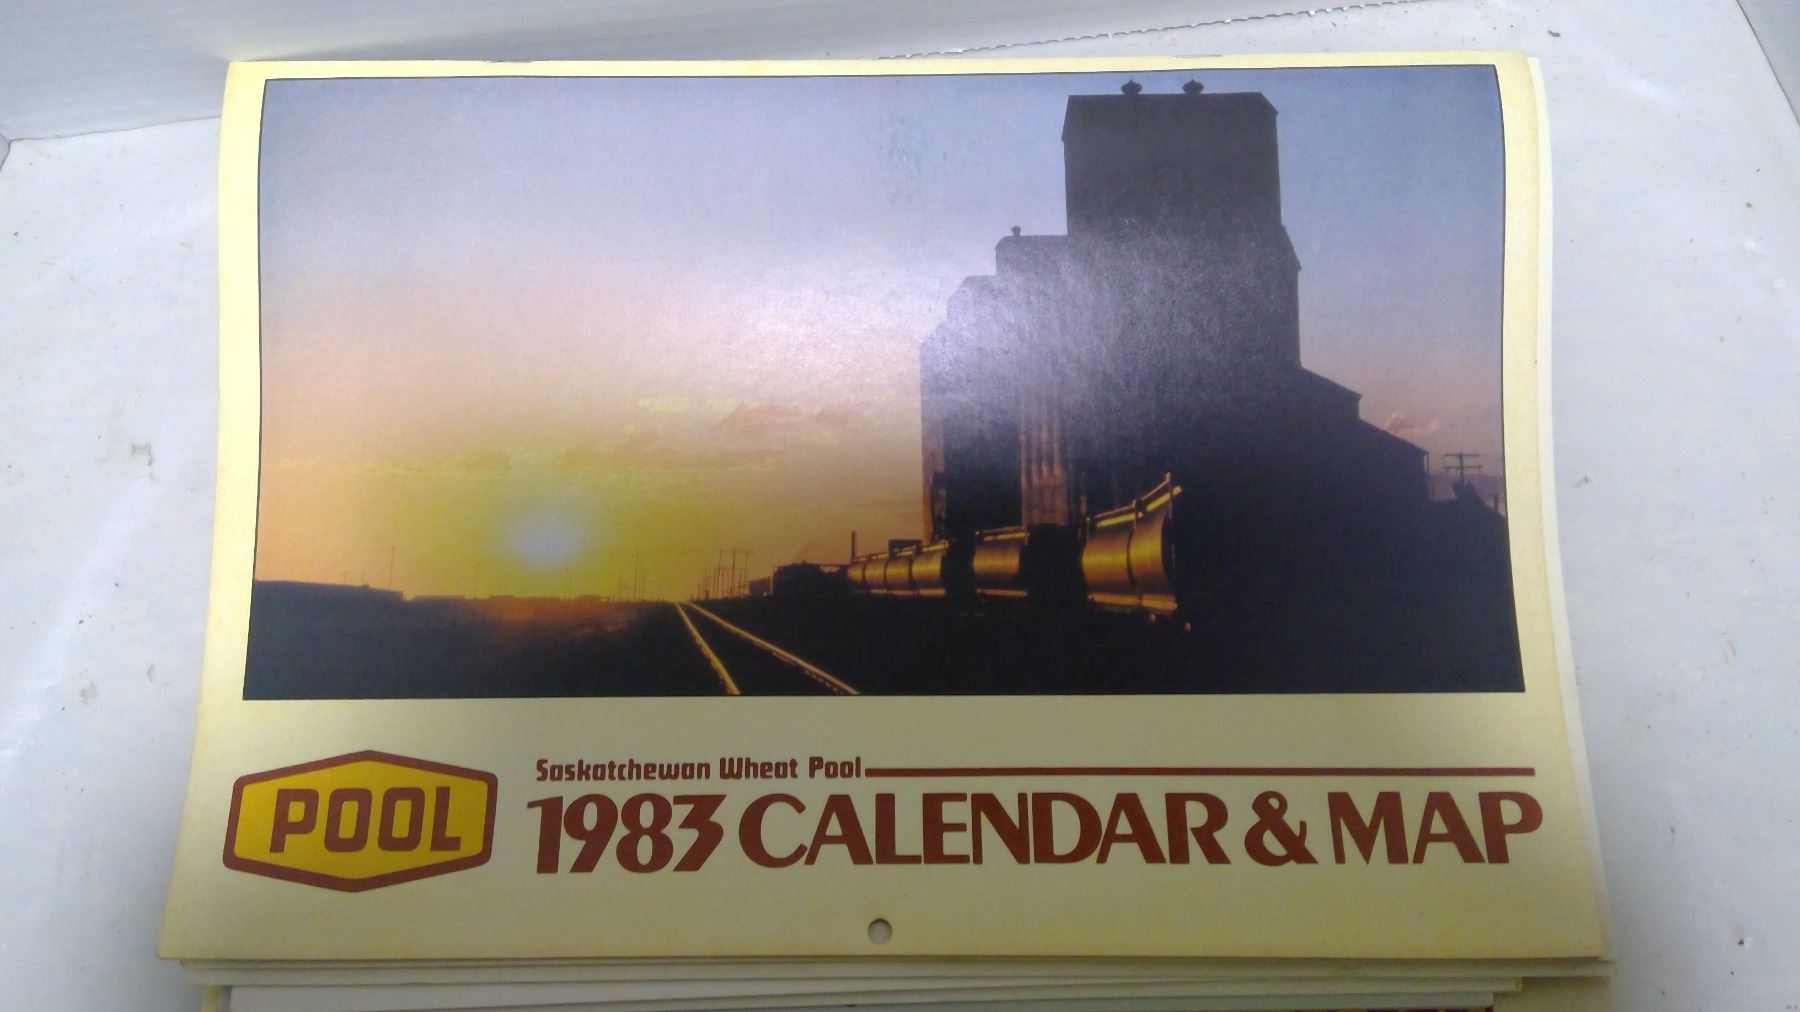 Saskatchewan Wheat Pool
POOL
1983 CALENDAR & MAP